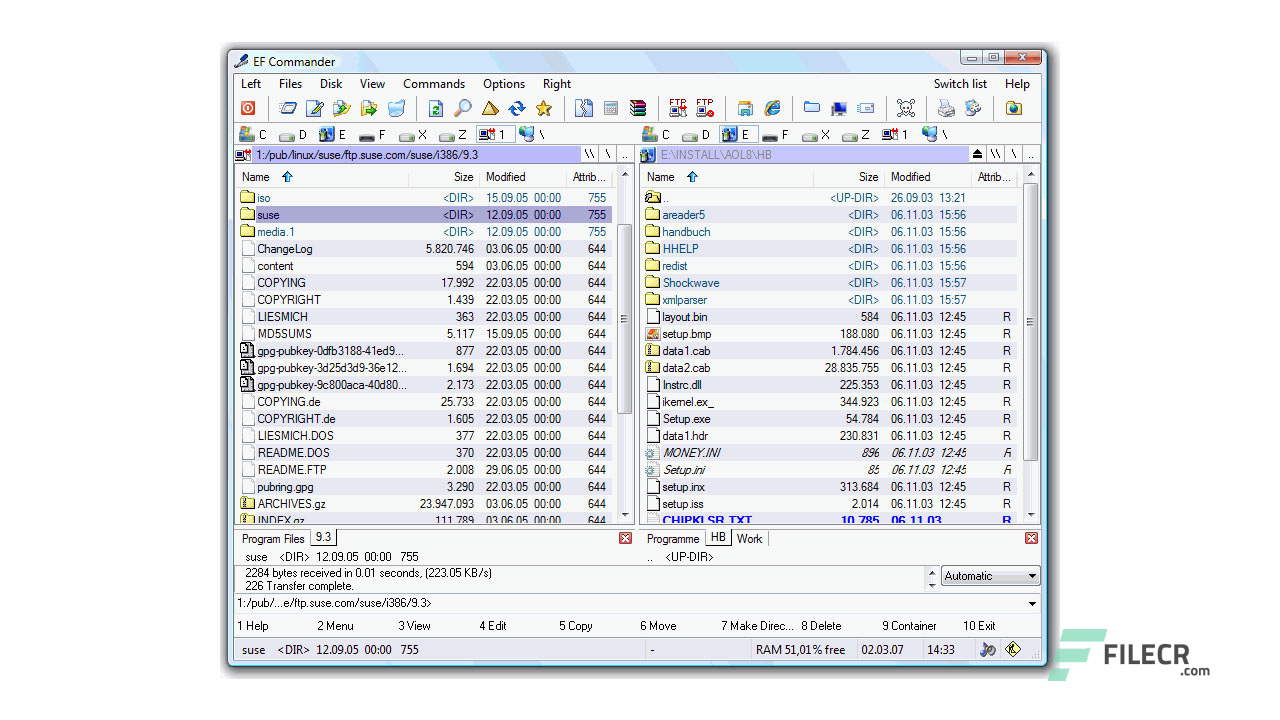 EF Commander
Left Files Disk View Commands Options Right Switch list Help
FTP FTP
C D E F X Z 1 \ C D E F X Z 1 \
1:/pub/linux/suse/ftp.suse.com/suse/i386/9.3 \\ \ .. E:\INSTALL\AOL8\HB \\ \ ..
Name Size Modified Attrib... Name Size Modified Attrib...
iso <DIR> 15.09.05 00:00 755 .. <UP-DIR> 26.09.03 13:21
suse <DIR> 12.09.05 00:00 755 areader5 <DIR> 06.11.03 15:56
media.1 <DIR> 12.09.05 00:00 755 handbuch <DIR> 06.11.03 15:56
ChangeLog 5.820.746 03.06.05 00:00 644 HHELP <DIR> 06.11.03 15:56
content 594 03.06.05 00:00 644 redist <DIR> 06.11.03 15:56
COPYING 17.992 22.03.05 00:00 644 Shockwave <DIR> 06.11.03 15:57
COPYRIGHT 1.439 22.03.05 00:00 644 xmlparser <DIR> 06.11.03 15:57
LIESMICH 363 22.03.05 00:00 644 layout.bin 584 06.11.03 12:45 R
MD5SUMS 5.117 15.09.05 00:00 644 setup.bmp 188.080 06.11.03 12:45 R
gpg-pubkey-0dfb3188-41ed9... 877 22.03.05 00:00 644 data1.cab 1.784.456 06.11.03 12:45 R
gpg-pubkey-3d25d3d9-36e12... 1.694 22.03.05 00:00 644 data2.cab 28.835.755 06.11.03 12:45 R
gpg-pubkey-9c800aca-40d80... 2.173 22.03.05 00:00 644 Instrc.dll 225.353 06.11.03 12:45 R
COPYING.de 25.733 22.03.05 00:00 644 ikernel.ex_ 344.923 06.11.03 12:45 R
COPYRIGHT.de 1.605 22.03.05 00:00 644 Setup.exe 54.784 06.11.03 12:45 R
LIESMICH.DOS 377 22.03.05 00:00 644 data1.hdr 230.831 06.11.03 12:45 R
README.DOS 370 22.03.05 00:00 644 MONEY.INI 896 06.11.03 12:45 R
README.FTP 2.008 29.06.05 00:00 644 Setup.ini 85 06.11.03 12:45 R
pubring.gpg 3.290 22.03.05 00:00 644 setup.inx 313.684 06.11.03 12:45 R
ARCHIVES.gz 23.947.093 03.06.05 00:00 644 setup.iss 2.014 06.11.03 12:45 R
INDEX.gz 111.789 03.06.05 00:00 644 CHIPKLSR.TXT 10.785 06.11.03 R
Program Files 9.3 Programme HB Work
suse <DIR> 12.09.05 00:00 755 .. <UP-DIR>
2284 bytes received in 0.01 seconds, (223.05 KB/s)
226 Transfer complete. Automatic
1:/pub/...e/ftp.suse.com/suse/i386/9.3>
1 Help 2 Menu 3 View 4 Edit 5 Copy 6 Move 7 Make Direc... 8 Delete 9 Container 10 Exit
suse <DIR> 12.09.05 00:00 755 - RAM 51,01% free 02.03.07 14:33
FILECR
.com